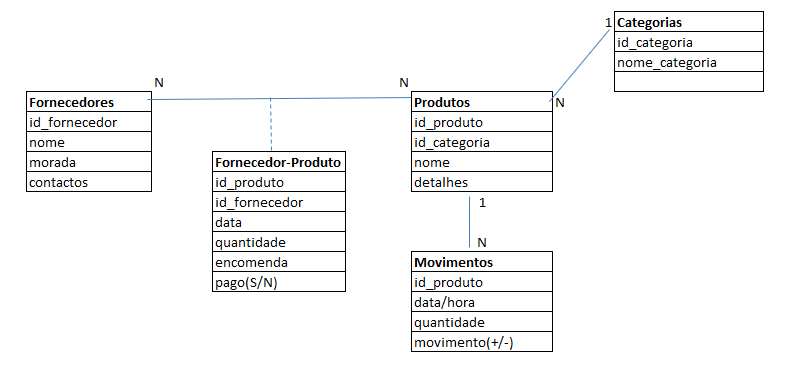 1
Categorias
id_categoria
nome_categoria
N
N
N
Fornecedores
id_fornecedor
nome
morada
contactos
Produtos
id_produto
id_categoria
nome
detalhes
Fornecedor-Produto
id_produto
id_fornecedor
data
quantidade
encomenda
pago(S/N)
1
N
Movimentos
id_produto
data/hora
quantidade
movimento(+/-)